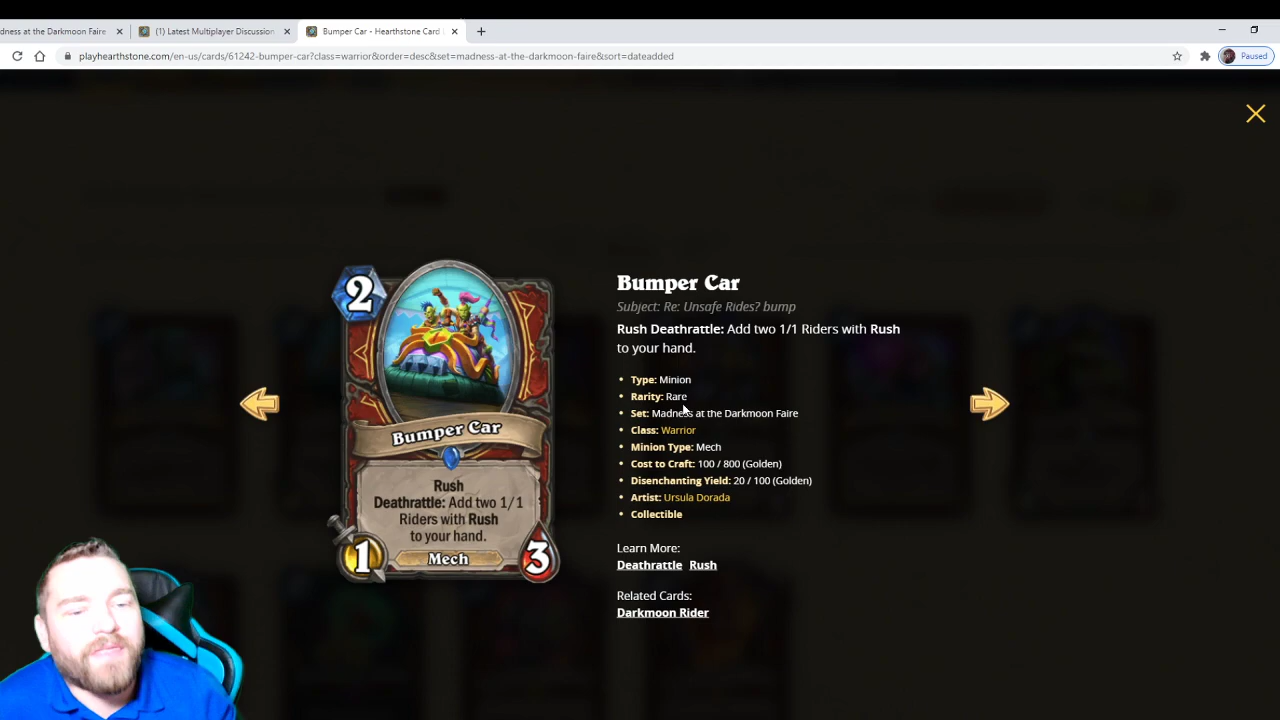 dness at the Darkmoon Faire
(1) Latest Multiplayer Discussion
Bumper Car - Hearthstone Card
playhearthstone.com/en-us/cards/61242-bumper-car?class=warrior&order=desc&set=madness-at-the-darkmoon-faire&sort=dateadded
Paused
2
Bumper Car
Rush
Deathrattle: Add two 1/1
Riders with Rush
to your hand.
1
Mech
3
Bumper Car
Subject: Re: Unsafe Rides? bump
Rush Deathrattle: Add two 1/1 Riders with Rush
to your hand.
• Type: Minion
• Rarity: Rare
• Set: Madness at the Darkmoon Faire
• Class: Warrior
• Minion Type: Mech
• Cost to Craft: 100 / 800 (Golden)
• Disenchanting Yield: 20 / 100 (Golden)
• Artist: Ursula Dorada
• Collectible
Learn More:
Deathrattle Rush
Related Cards:
Darkmoon Rider